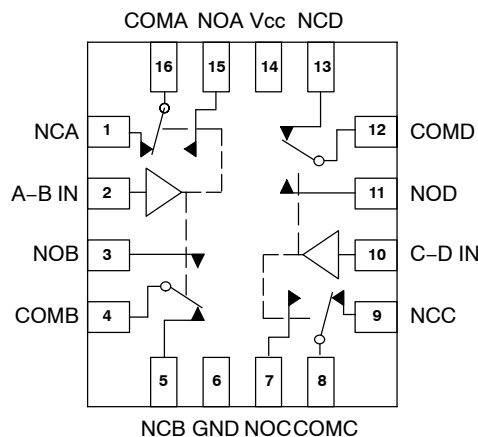 COMA NOA Vcc NCD
16 15 14 13
NCA 1 12 COMD
A–B IN 2 11 NOD
NOB 3 10 C–D IN
COMB 4 9 NCC
5 6 7 8
NCB GND NOC COMC